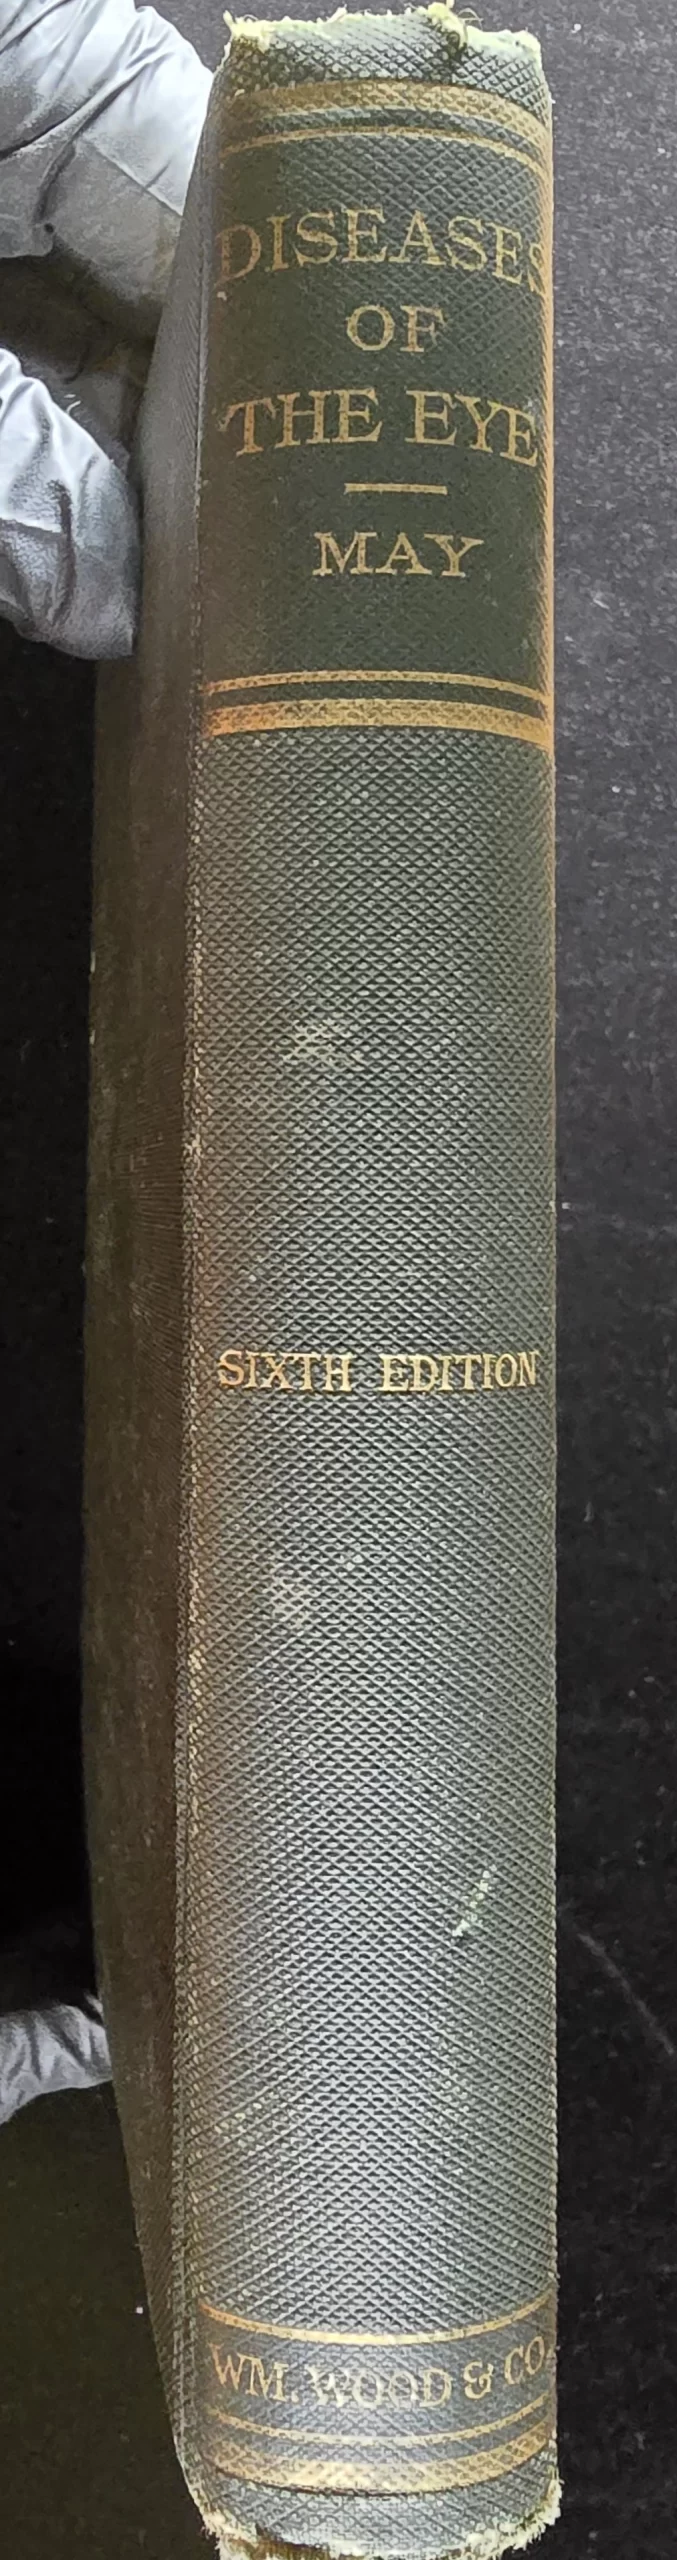 DISEASES
OF
THE EYE
MAY
SIXTH EDITION
WM. WOOD & CO.